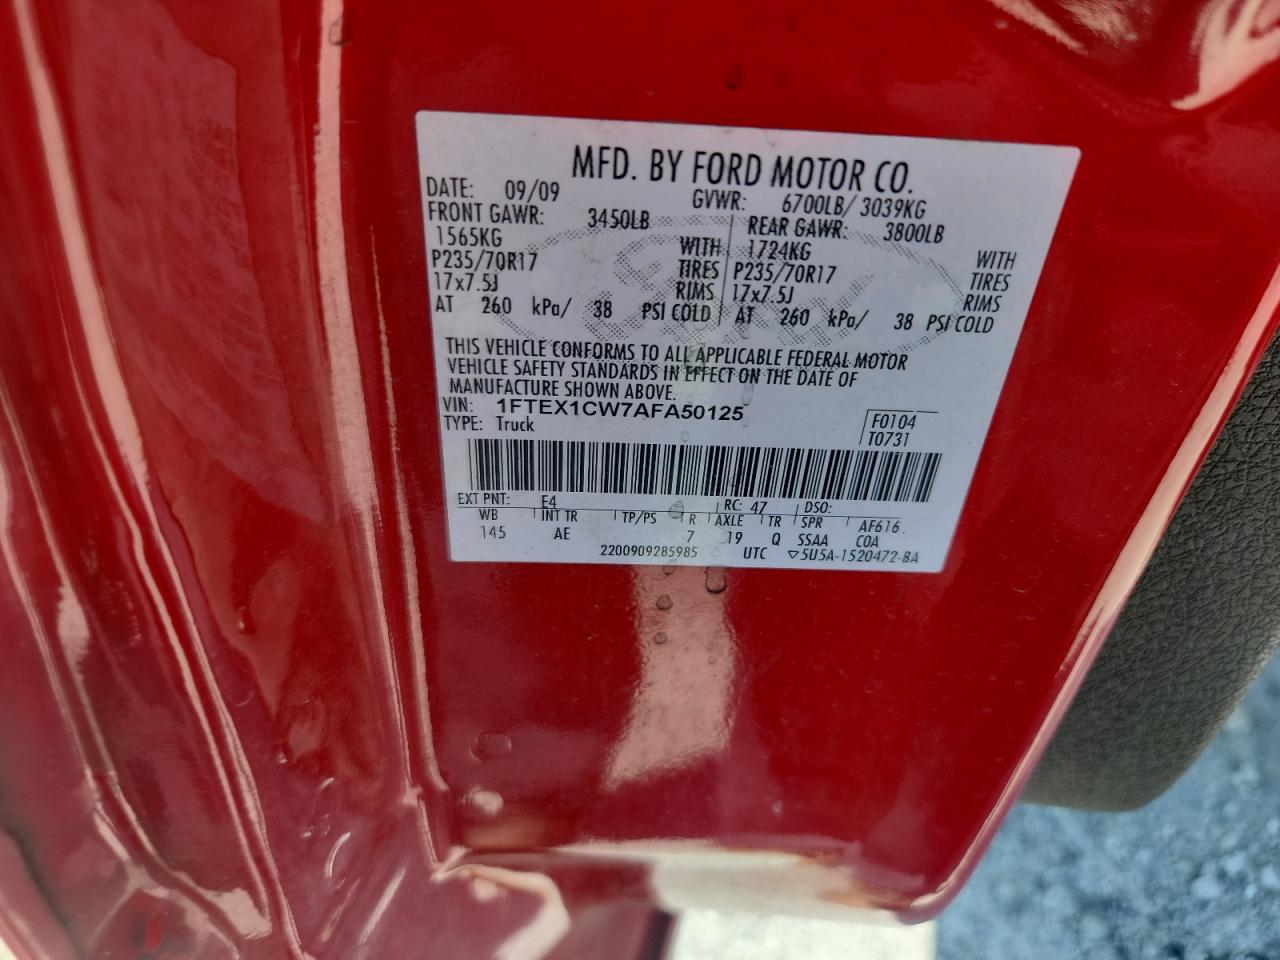 MFD. BY FORD MOTOR CO.
DATE: 09/09 GVWR: 6700LB/ 3039KG
FRONT GAWR: 3450LB REAR GAWR: 3800LB
1565KG WITH 1724KG WITH
P235/70R17 TIRES P235/70R17 TIRES
17x7.5J RIMS 17x7.5J RIMS
AT 260 kPa/ 38 PSI COLD AT 260 kPa/ 38 PSI COLD
THIS VEHICLE CONFORMS TO ALL APPLICABLE FEDERAL MOTOR
VEHICLE SAFETY STANDARDS IN EFFECT ON THE DATE OF
MANUFACTURE SHOWN ABOVE.
VIN: 1FTEX1CW7AFA50125 F0104
TYPE: Truck T0731
EXT PNT: E4 RC: 47 DSO:
WB INT TR TP/PS R AXLE TR SPR AF616
145 AE 7 19 Q SSAA COA
2200909285985 UTC ▽5U5A-1520472-BA